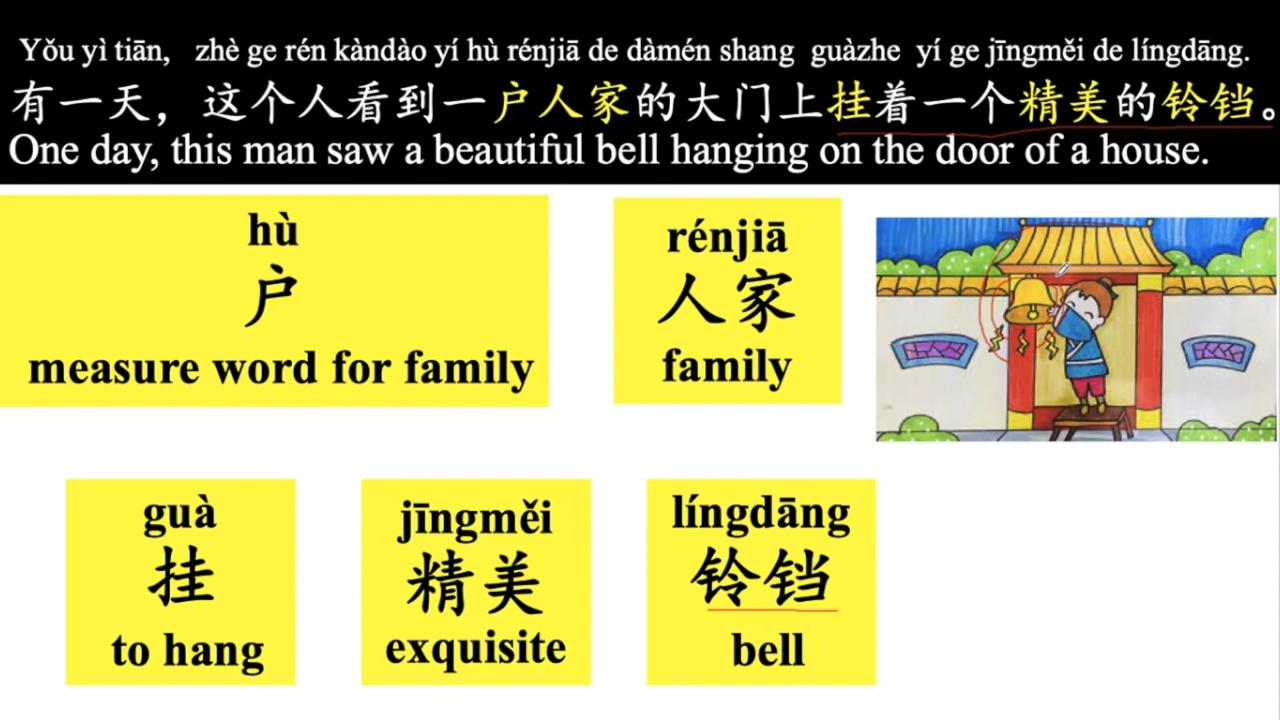 Yǒu yì tiān, zhè ge rén kàndào yí hù rénjiā de dàmén shang guàzhe yí ge jīngměi de língdāng.
有一天，这个人看到一户人家的大门上挂着一个精美的铃铛。
One day, this man saw a beautiful bell hanging on the door of a house.
hù
户
measure word for family
rénjiā
人家
family
guà
挂
to hang
jīngměi
精美
exquisite
língdāng
铃铛
bell